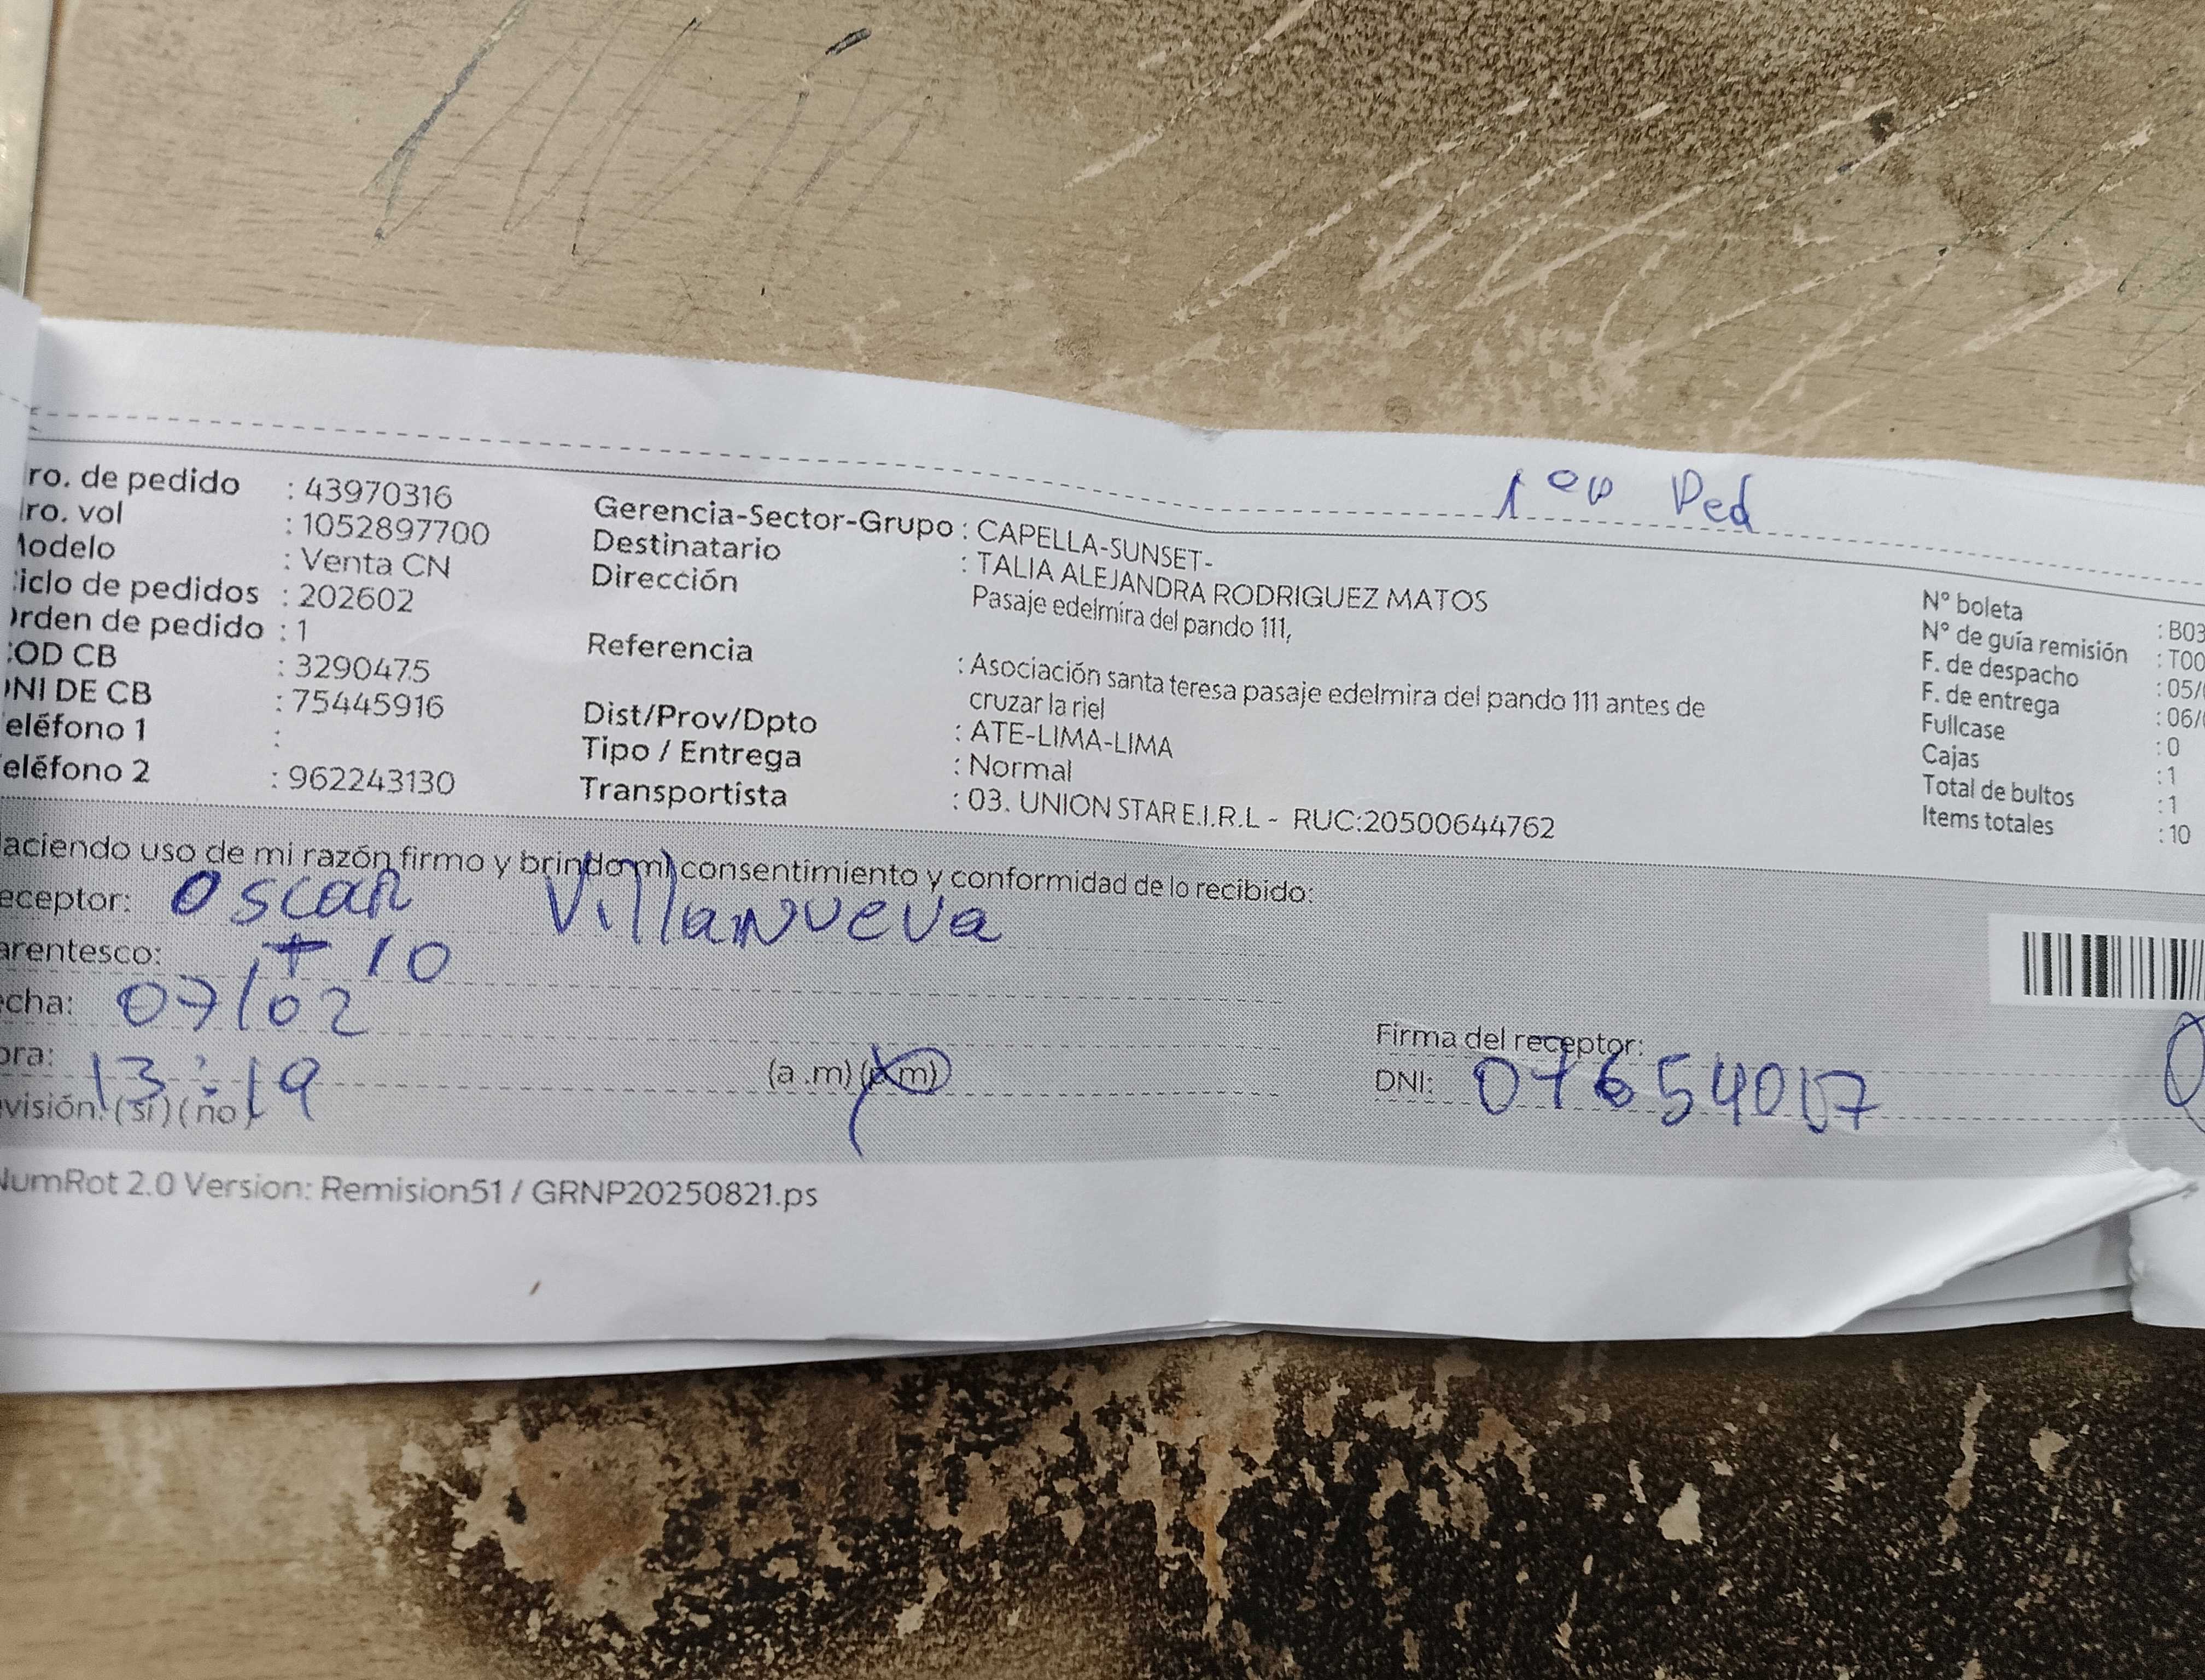 1ero Ped
ro. de pedido : 43970316
ro. vol : 1052897700
Modelo : Venta CN
iclo de pedidos : 202602
Orden de pedido : 1
COD CB : 3290475
DNI DE CB : 75445916
eléfono 1 :
eléfono 2 : 962243130
Gerencia-Sector-Grupo : CAPELLA-SUNSET-
Destinatario : TALIA ALEJANDRA RODRIGUEZ MATOS
Dirección Pasaje edelmira del pando 111,
Referencia : Asociación santa teresa pasaje edelmira del pando 111 antes de
cruzar la riel
Dist/Prov/Dpto : ATE-LIMA-LIMA
Tipo / Entrega : Normal
Transportista : 03. UNION STAR E.I.R.L - RUC:20500644762
N° boleta : B03
N° de guía remisión : T00
F. de despacho : 05/
F. de entrega : 06/
Fullcase : 0
Cajas : 1
Total de bultos : 1
Items totales : 10
aciendo uso de mi razón firmo y brindo mi consentimiento y conformidad de lo recibido:
eceptor: Oscar Villanueva
arentesco: + 10
echa: 07/02
ora: 13:19 (a.m) (p.m)
visión: (si) (no)
Firma del receptor:
DNI: 07654017
NumRot 2.0 Version: Remision51 / GRNP20250821.ps